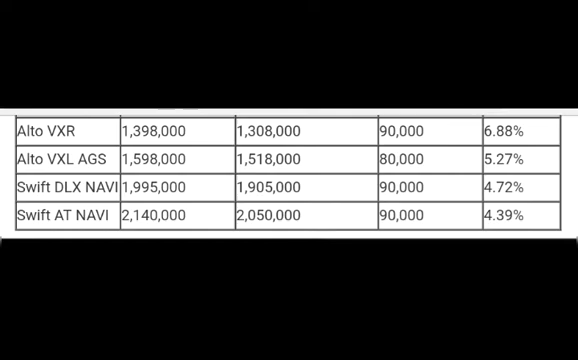 Alto VXR 1,398,000 1,308,000 90,000 6.88%
Alto VXL AGS 1,598,000 1,518,000 80,000 5.27%
Swift DLX NAVI 1,995,000 1,905,000 90,000 4.72%
Swift AT NAVI 2,140,000 2,050,000 90,000 4.39%